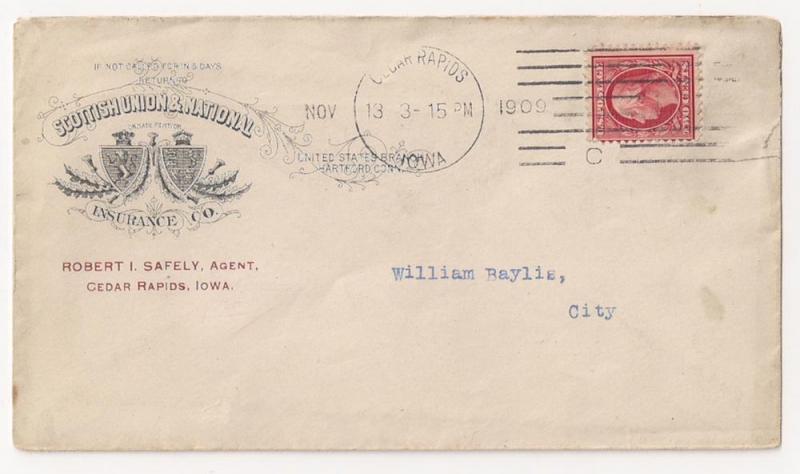 IF NOT CALLED FOR IN 5 DAYS
RETURN TO
SCOTTISH UNION & NATIONAL
INSURANCE CO.
UNITED STATES BRANCH
HARTFORD CONN.
ROBERT I. SAFELY, AGENT,
CEDAR RAPIDS, IOWA.
CEDAR RAPIDS
NOV 13 3-15 PM 1909
IOWA
C
U.S. POSTAGE
William Baylis,
City